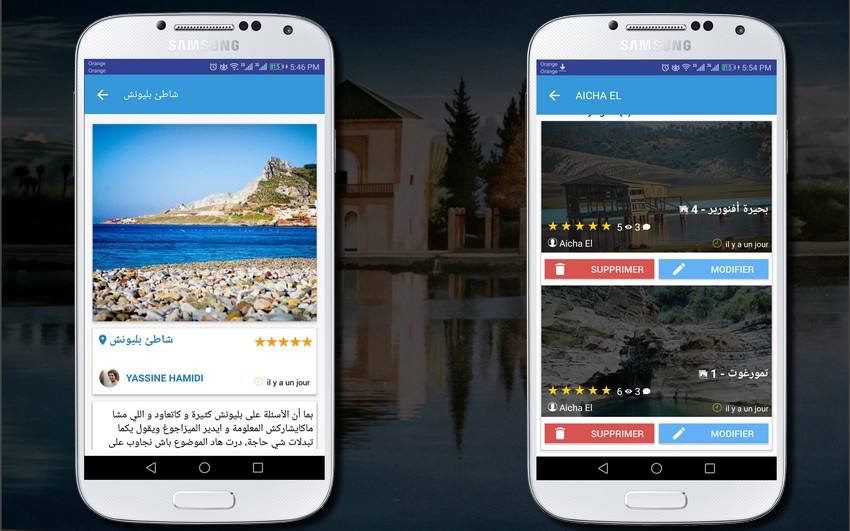 SAMSUNG
Orange
Orange
5:46 PM
شاطئ بليونش
شاطئ بليونش
YASSINE HAMIDI
il y a un jour
بما أن الأسئلة على بليونش كثيرة و كاتعاود و اللي مشا
ماكايشاركش المعلومة و ايدير الميزاجوغ ويقول يكما
تبدلات شي حاجة، درت هاد الموضوع باش نجاوب على
SAMSUNG
Orange
Orange
5:54 PM
AICHA EL
بحيرة أفنورير - 4
5 3
Aicha El
il y a un jour
SUPPRIMER
MODIFIER
تمورغوت - 1
6 3
Aicha El
il y a un jour
SUPPRIMER
MODIFIER